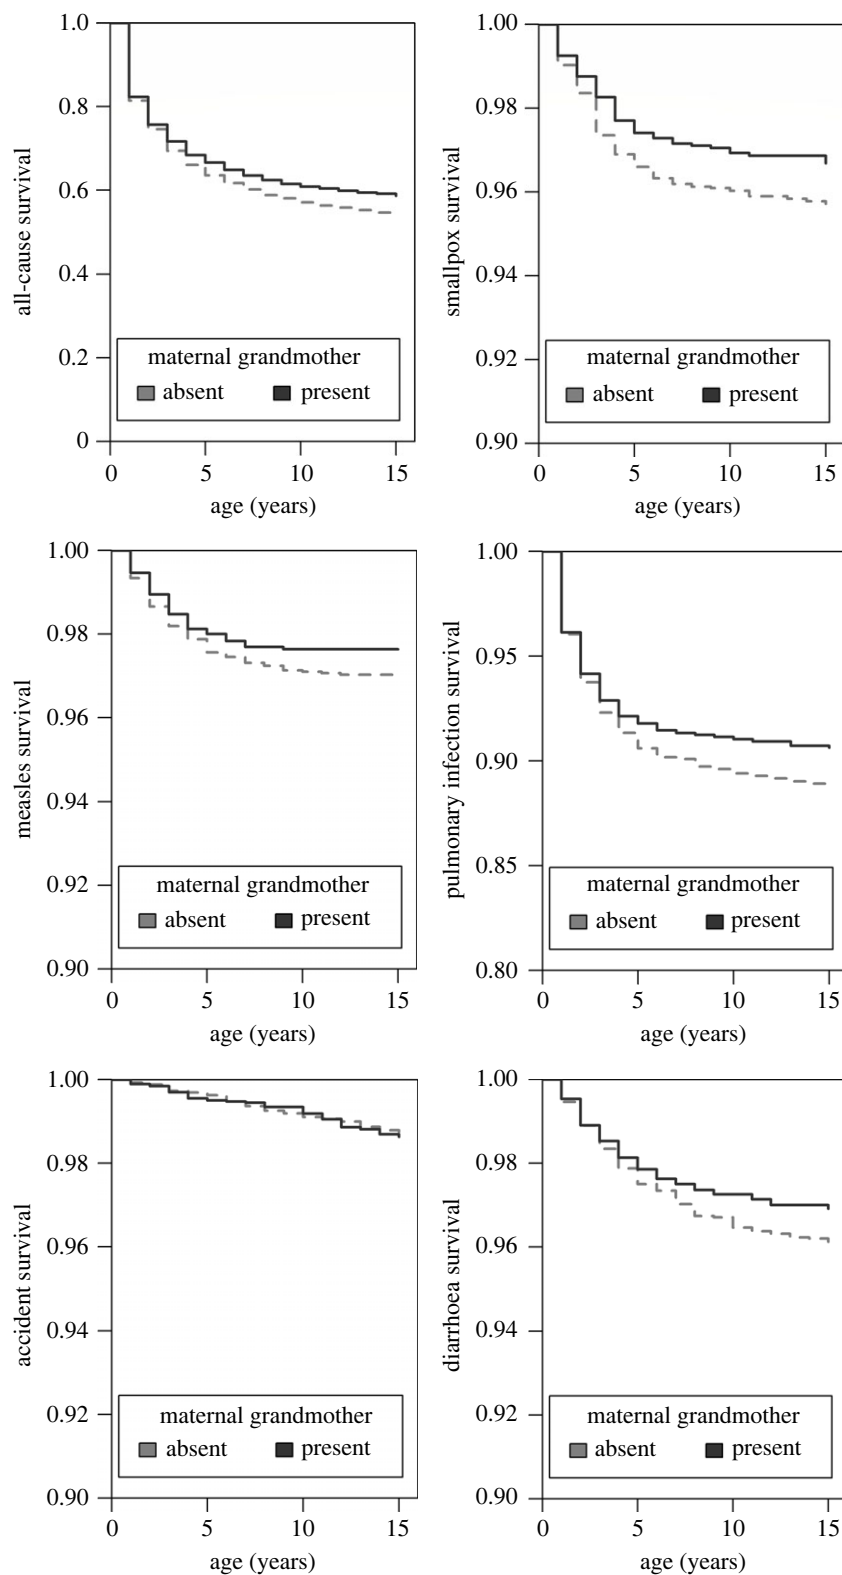 1.0
0.8
0.6
0.4
0.2
0
all-cause survival
maternal grandmother
absent present
0 5 10 15
age (years)
1.00
0.98
0.96
0.94
0.92
0.90
smallpox survival
maternal grandmother
absent present
0 5 10 15
age (years)
1.00
0.98
0.96
0.94
0.92
0.90
measles survival
maternal grandmother
absent present
0 5 10 15
age (years)
1.00
0.95
0.90
0.85
0.80
pulmonary infection survival
maternal grandmother
absent present
0 5 10 15
age (years)
1.00
0.98
0.96
0.94
0.92
0.90
accident survival
maternal grandmother
absent present
0 5 10 15
age (years)
1.00
0.98
0.96
0.94
0.92
0.90
diarrhoea survival
maternal grandmother
absent present
0 5 10 15
age (years)